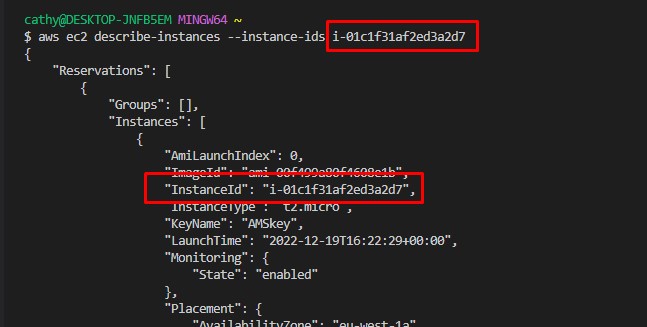 cathy@DESKTOP-JNFB5EM MINGW64 ~
$ aws ec2 describe-instances --instance-ids i-01c1f31af2ed3a2d7
{
"Reservations": [
{
"Groups": [],
"Instances": [
{
"AmiLaunchIndex": 0,
"ImageId": "ami-00f499a80f4608e1b",
"InstanceId": "i-01c1f31af2ed3a2d7",
"InstanceType": "t2.micro",
"KeyName": "AMSkey",
"LaunchTime": "2022-12-19T16:22:29+00:00",
"Monitoring": {
"State": "enabled"
},
"Placement": {
"AvailabilityZone": "eu-west-1a"